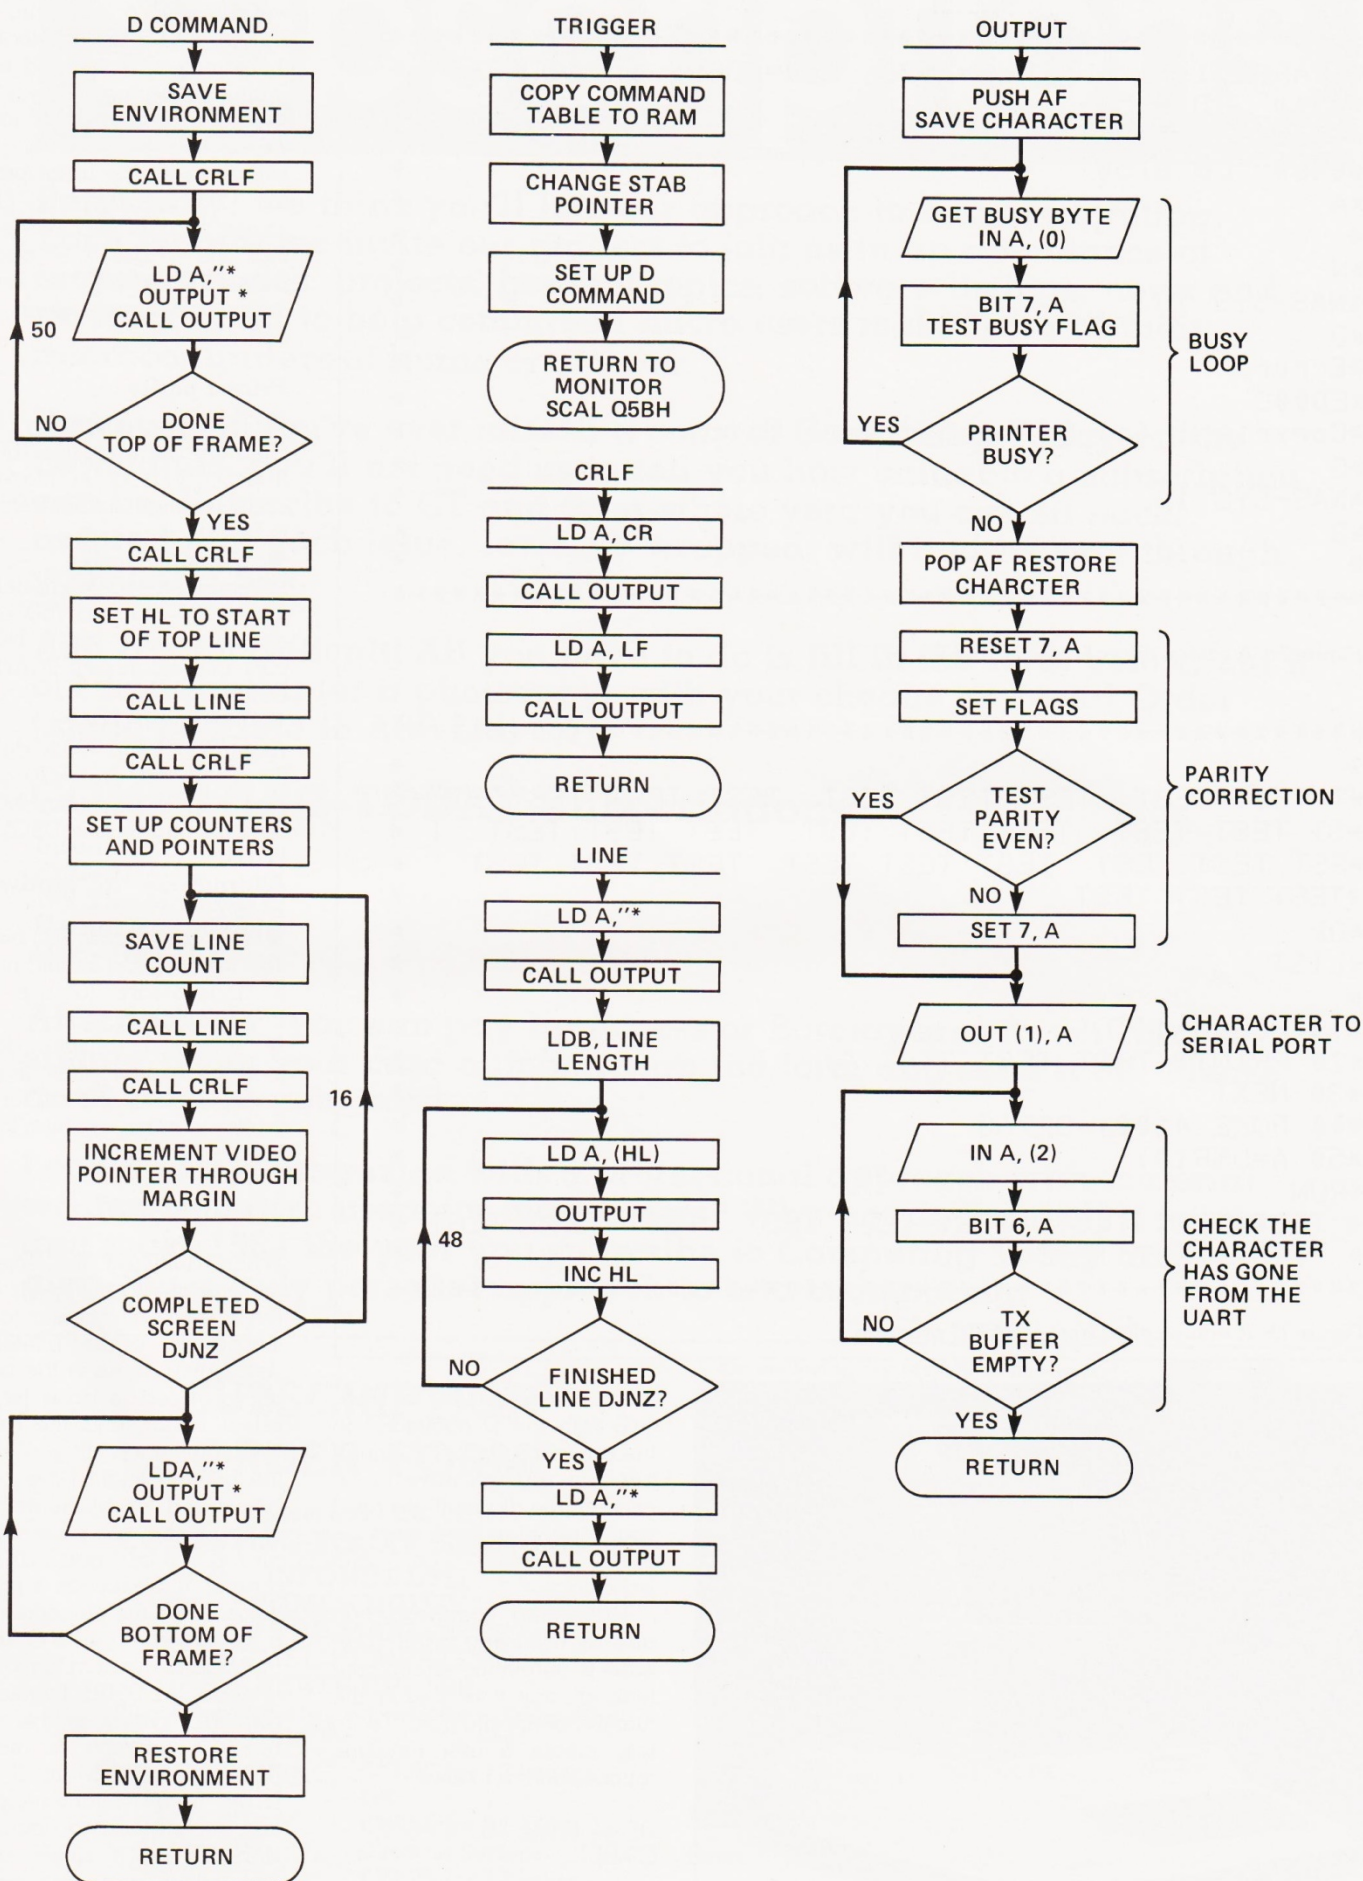 D COMMAND
SAVE
ENVIRONMENT
CALL CRLF
LD A,"*
OUTPUT *
CALL OUTPUT
50
NO
DONE
TOP OF FRAME?
YES
CALL CRLF
SET HL TO START
OF TOP LINE
CALL LINE
CALL CRLF
SET UP COUNTERS
AND POINTERS
SAVE LINE
COUNT
CALL LINE
CALL CRLF
16
INCREMENT VIDEO
POINTER THROUGH
MARGIN
COMPLETED
SCREEN
DJNZ
LDA,"*
OUTPUT *
CALL OUTPUT
DONE
BOTTOM OF
FRAME?
RESTORE
ENVIRONMENT
RETURN
TRIGGER
COPY COMMAND
TABLE TO RAM
CHANGE STAB
POINTER
SET UP D
COMMAND
RETURN TO
MONITOR
SCAL Q5BH
CRLF
LD A, CR
CALL OUTPUT
LD A, LF
CALL OUTPUT
RETURN
LINE
LD A,"*
CALL OUTPUT
LDB, LINE
LENGTH
LD A, (HL)
OUTPUT
48
INC HL
NO
FINISHED
LINE DJNZ?
YES
LD A,"*
CALL OUTPUT
RETURN
OUTPUT
PUSH AF
SAVE CHARACTER
GET BUSY BYTE
IN A, (0)
BIT 7, A
TEST BUSY FLAG
BUSY
LOOP
YES
PRINTER
BUSY?
NO
POP AF RESTORE
CHARCTER
RESET 7, A
SET FLAGS
PARITY
CORRECTION
YES
TEST
PARITY
EVEN?
NO
SET 7, A
OUT (1), A
CHARACTER TO
SERIAL PORT
IN A, (2)
BIT 6, A
CHECK THE
CHARACTER
HAS GONE
FROM THE
UART
NO
TX
BUFFER
EMPTY?
YES
RETURN